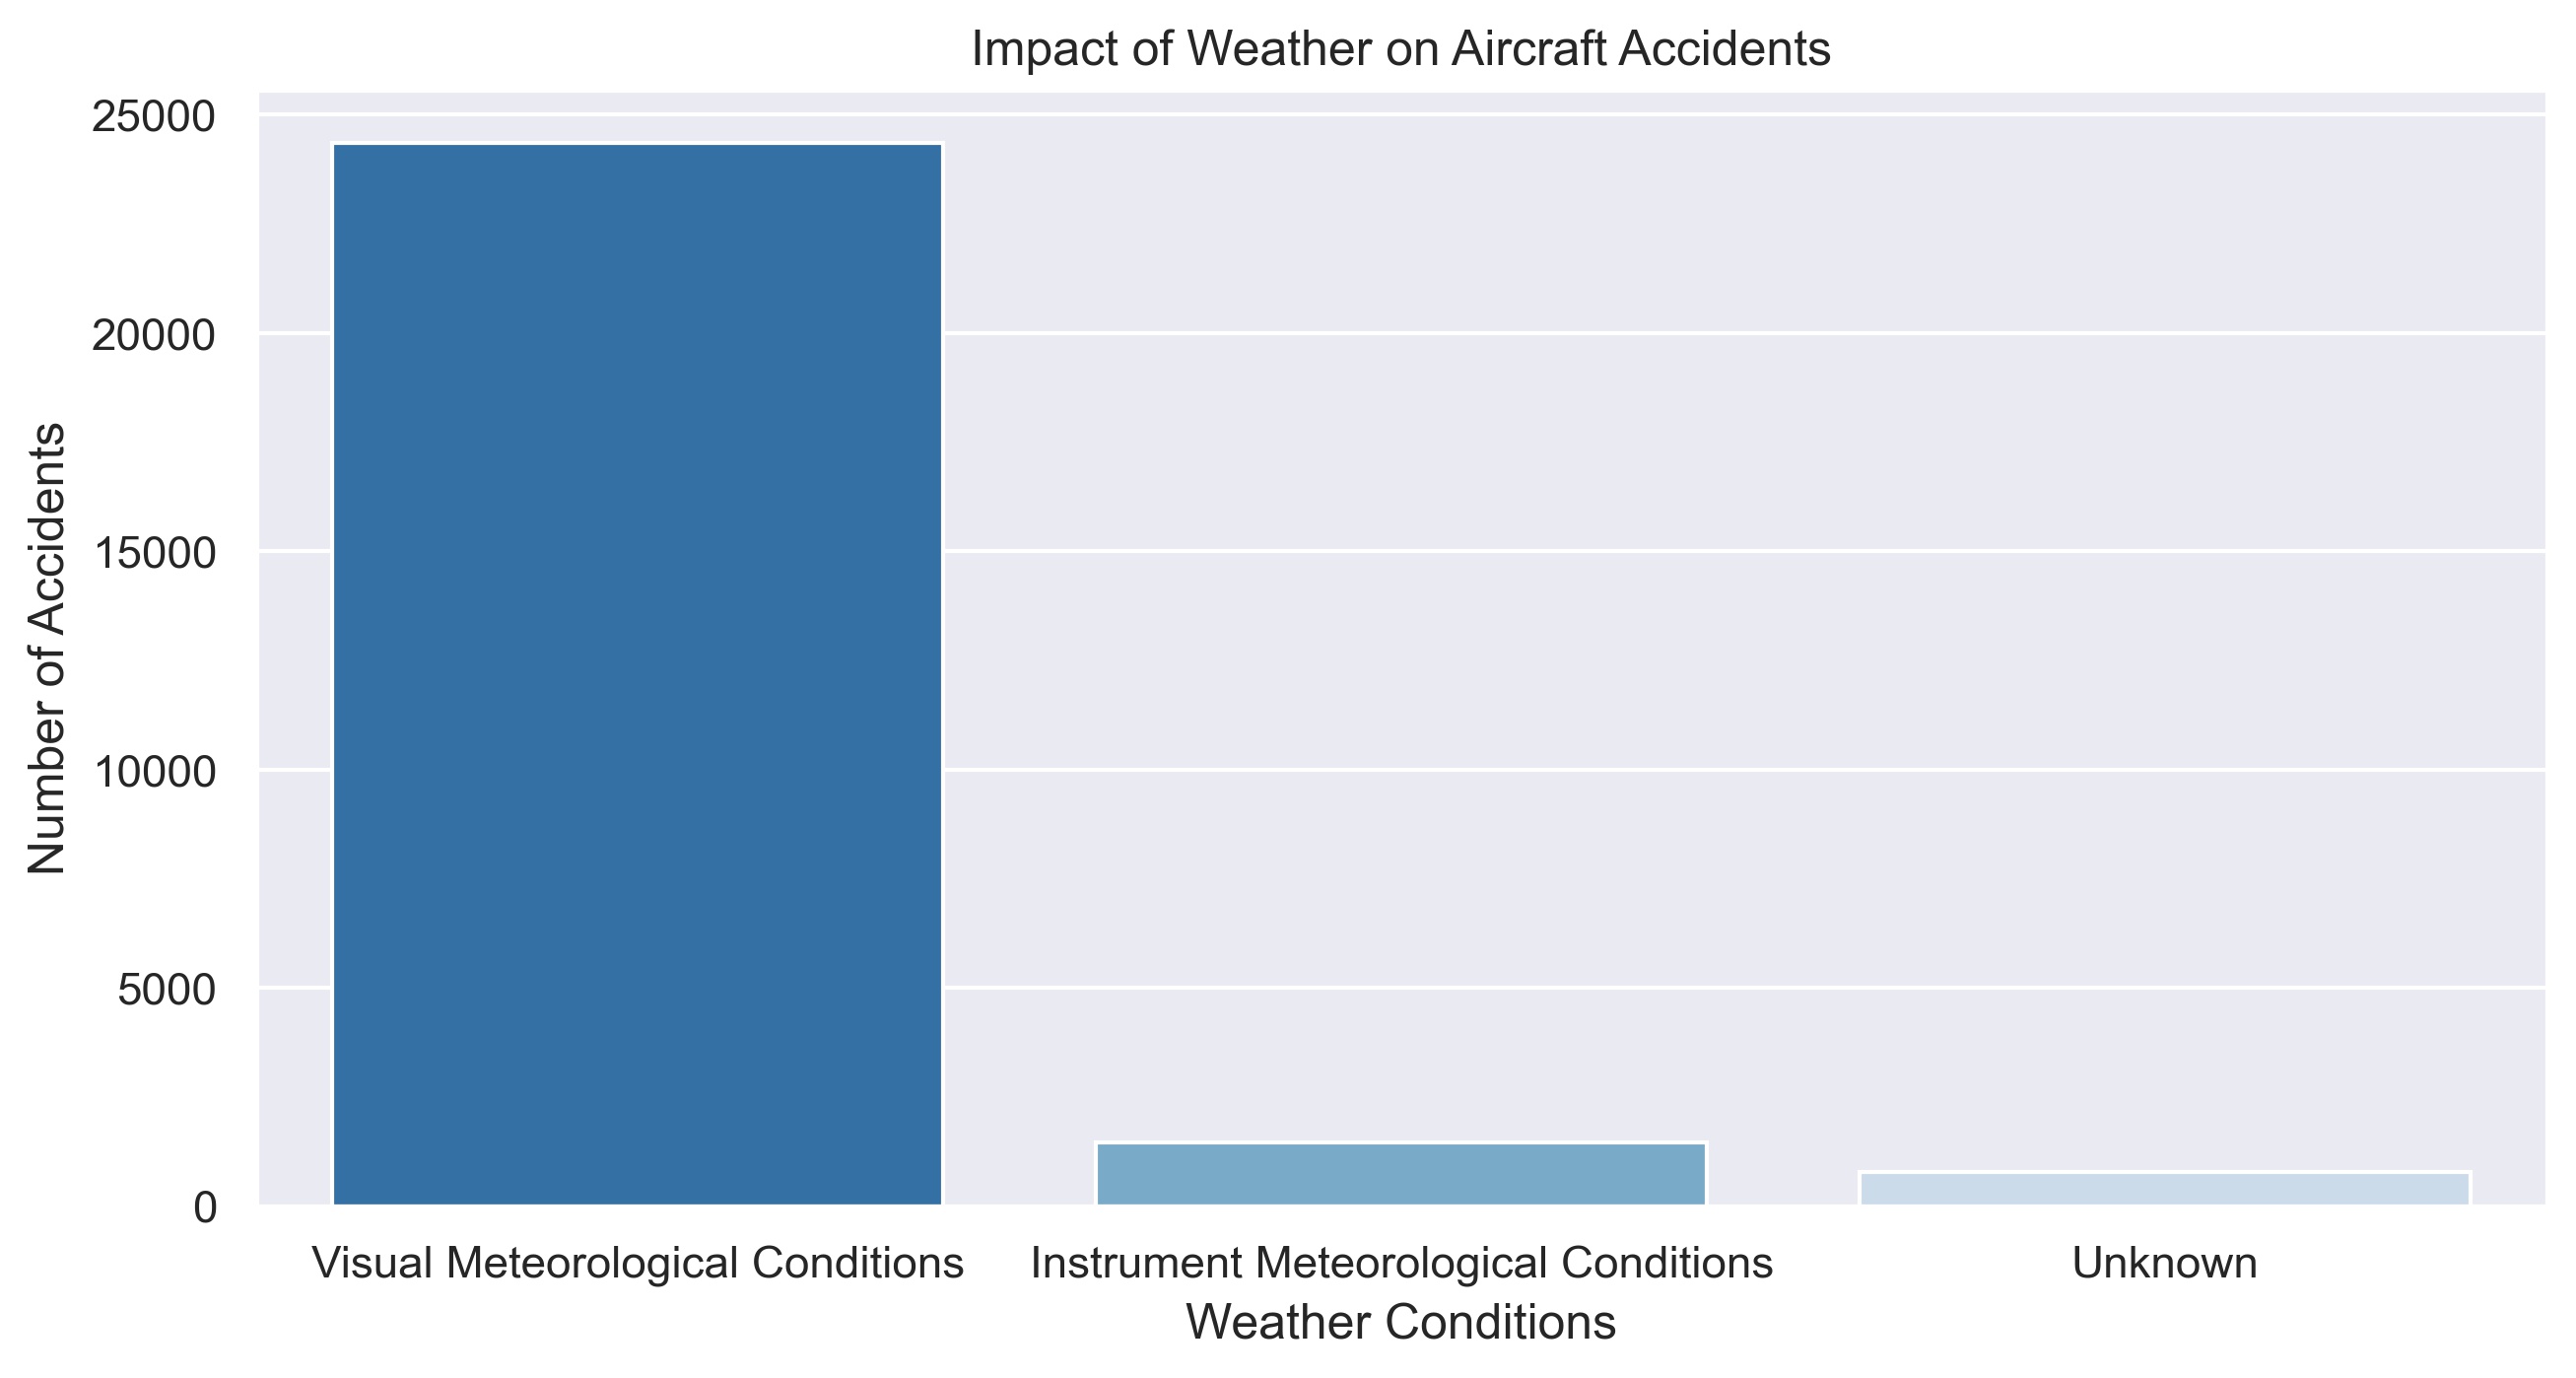 Impact of Weather on Aircraft Accidents
25000
20000
15000
10000
5000
0
Number of Accidents
Visual Meteorological Conditions
Instrument Meteorological Conditions
Unknown
Weather Conditions